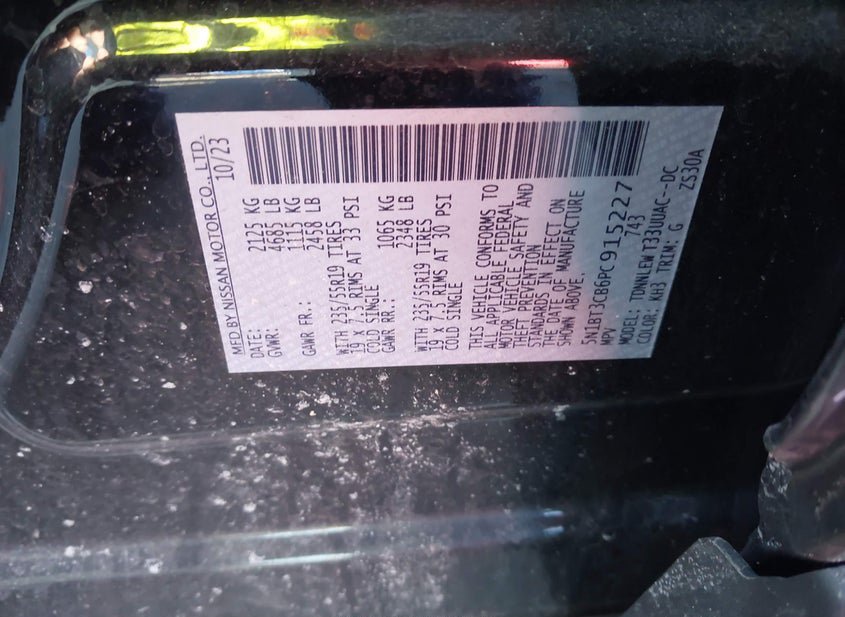 MFD BY NISSAN MOTOR CO., LTD.
DATE: 10/23
GVWR: 2125 KG
4685 LB
GAWR FR.: 1115 KG
2458 LB
WITH 235/55R19 TIRES
19 X 7.5 RIMS AT 33 PSI
COLD SINGLE
GAWR RR.: 1065 KG
2348 LB
WITH 235/55R19 TIRES
19 X 7.5 RIMS AT 30 PSI
COLD SINGLE
THIS VEHICLE CONFORMS TO
ALL APPLICABLE FEDERAL
MOTOR VEHICLE SAFETY AND
THEFT PREVENTION
STANDARDS IN EFFECT ON
THE DATE OF MANUFACTURE
SHOWN ABOVE.
5N1BT3CB6PC915227
MPV 743
MODEL: TDNNLEWT33UUAC--DC
COLOR: KH3 TRIM: G ZS30A